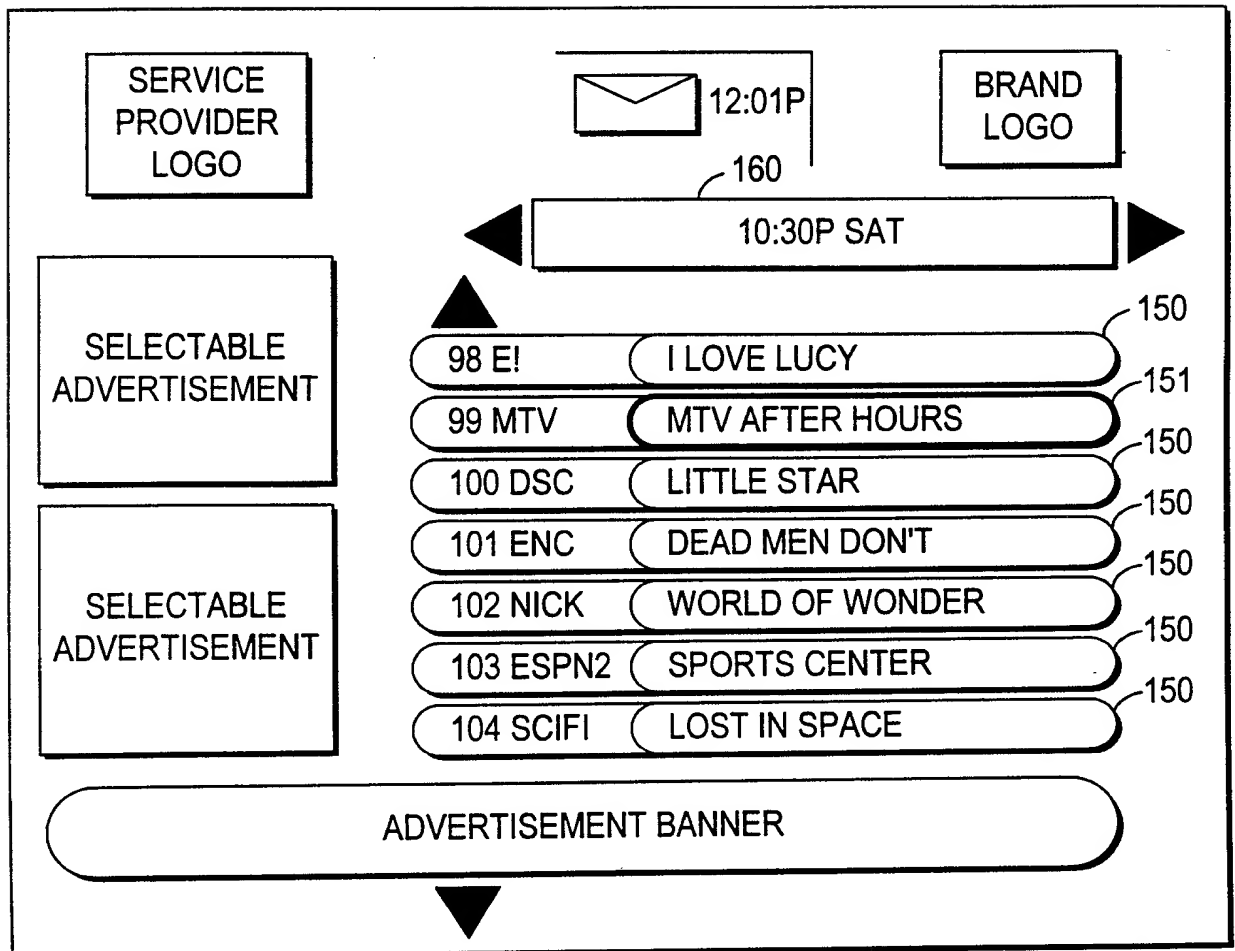 SERVICE
PROVIDER
LOGO
12:01P
BRAND
LOGO
160
10:30P SAT
SELECTABLE
ADVERTISEMENT
150
98 E! I LOVE LUCY
151
99 MTV MTV AFTER HOURS
150
100 DSC LITTLE STAR
150
101 ENC DEAD MEN DON'T
150
102 NICK WORLD OF WONDER
150
103 ESPN2 SPORTS CENTER
150
104 SCIFI LOST IN SPACE
SELECTABLE
ADVERTISEMENT
ADVERTISEMENT BANNER